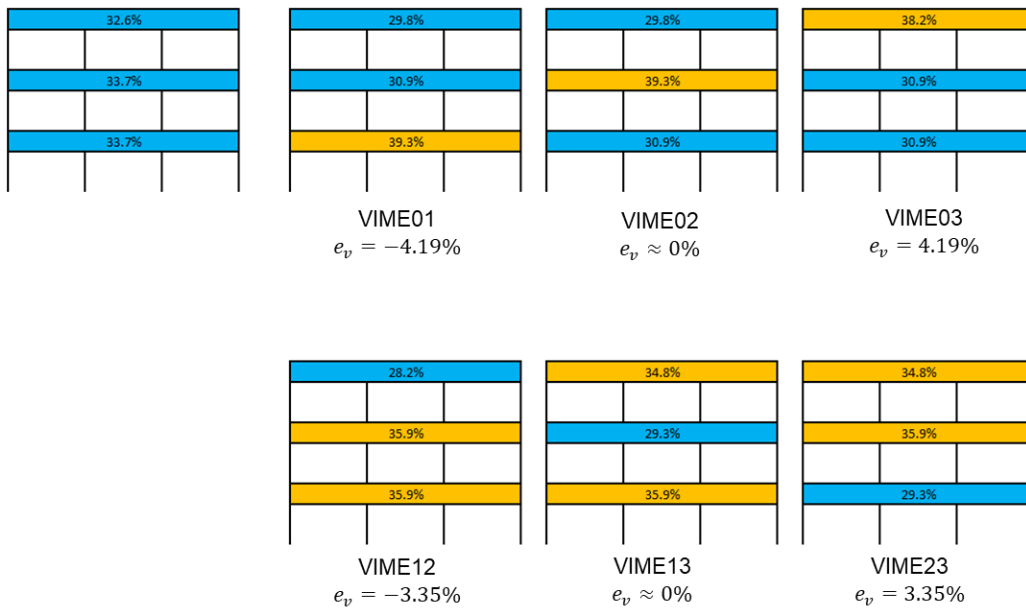 32.6%
33.7%
33.7%
29.8%
30.9%
39.3%
VIME01
e_v = −4.19%
29.8%
39.3%
30.9%
VIME02
e_v ≈ 0%
38.2%
30.9%
30.9%
VIME03
e_v = 4.19%
28.2%
35.9%
35.9%
VIME12
e_v = −3.35%
34.8%
29.3%
35.9%
VIME13
e_v ≈ 0%
34.8%
35.9%
29.3%
VIME23
e_v = 3.35%